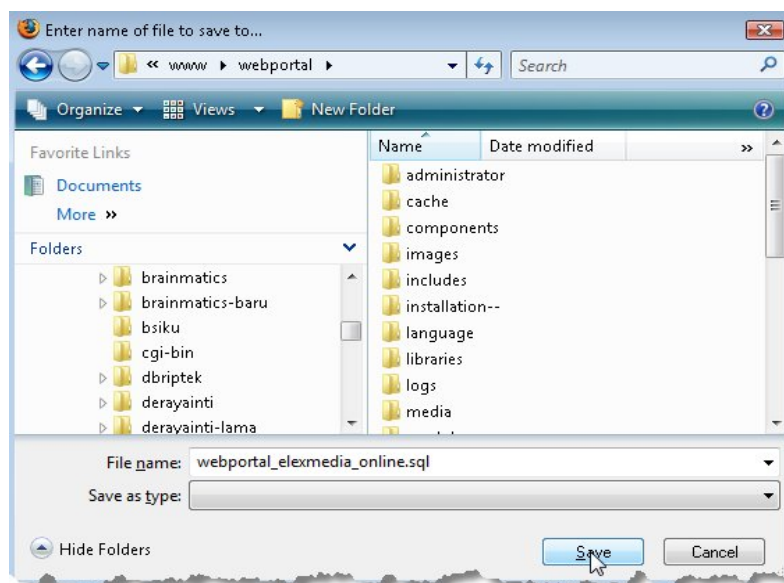 Enter name of file to save to...
« www webportal
Search
Organize Views New Folder
Favorite Links
Documents
More »
Folders
brainmatics
brainmatics-baru
bsiku
cgi-bin
dbriptek
derayainti
derayainti-lama
Name Date modified »
administrator
cache
components
images
includes
installation--
language
libraries
logs
media
File name: webportal_elexmedia_online.sql
Save as type:
Hide Folders
Save Cancel